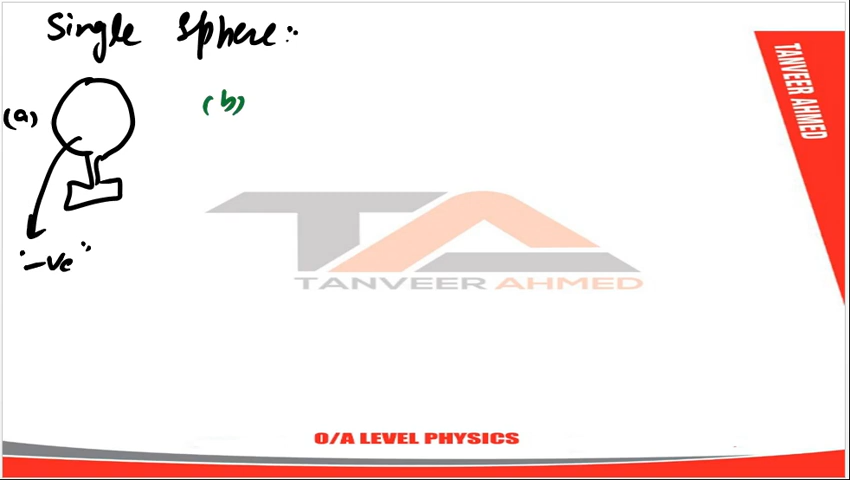 Single Sphere:-
(a)
(b)
"-ve"
TANVEER AHMED
TANVEER AHMED
O/A LEVEL PHYSICS